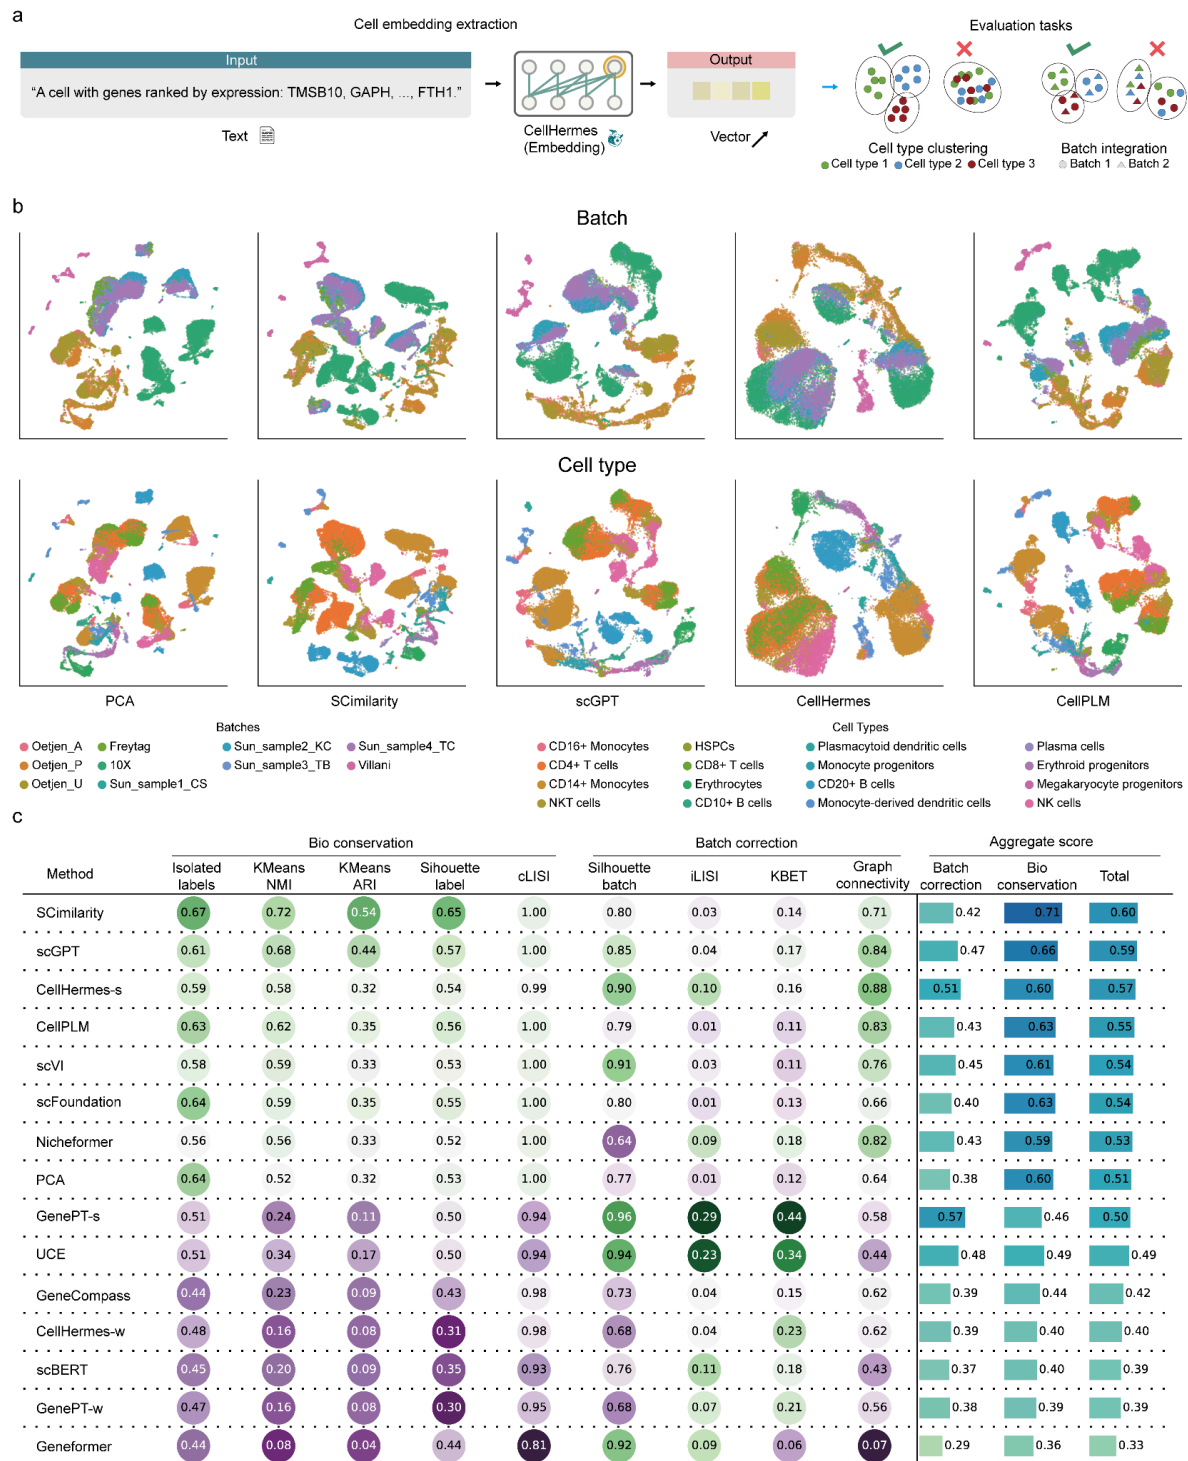 a
Cell embedding extraction
Evaluation tasks
Input
Output
“A cell with genes ranked by expression: TMSB10, GAPH, ..., FTH1.”
Text
CellHermes
(Embedding)
Vector
Cell type clustering
Batch integration
Cell type 1 Cell type 2 Cell type 3
Batch 1 Batch 2
b
Batch
Cell type
PCA
SCimilarity
scGPT
CellHermes
CellPLM
Batches
Cell Types
Oetjen_A Freytag Sun_sample2_KC Sun_sample4_TC
Oetjen_P 10X Sun_sample3_TB Villani
Oetjen_U Sun_sample1_CS
CD16+ Monocytes HSPCs Plasmacytoid dendritic cells Plasma cells
CD4+ T cells CD8+ T cells Monocyte progenitors Erythroid progenitors
CD14+ Monocytes Erythrocytes CD20+ B cells Megakaryocyte progenitors
NKT cells CD10+ B cells Monocyte-derived dendritic cells NK cells
c
Bio conservation Batch correction Aggregate score
Method Isolated labels KMeans NMI KMeans ARI Sihouette label cLISI Silhouette batch iLISI KBET Graph connectivity Batch correction Bio conservation Total
SCimilarity 0.67 0.72 0.54 0.65 1.00 0.80 0.03 0.14 0.71 0.42 0.71 0.60
scGPT 0.61 0.68 0.44 0.57 1.00 0.85 0.04 0.17 0.84 0.47 0.66 0.59
CellHermes-s 0.59 0.58 0.32 0.54 0.99 0.90 0.10 0.16 0.88 0.51 0.60 0.57
CellPLM 0.63 0.62 0.35 0.56 1.00 0.79 0.01 0.11 0.83 0.43 0.63 0.55
scVI 0.58 0.59 0.33 0.53 1.00 0.91 0.03 0.11 0.76 0.45 0.61 0.54
scFoundation 0.64 0.59 0.35 0.55 1.00 0.80 0.01 0.13 0.66 0.40 0.63 0.54
Nicheformer 0.56 0.56 0.33 0.52 1.00 0.64 0.09 0.18 0.82 0.43 0.59 0.53
PCA 0.64 0.52 0.32 0.53 1.00 0.77 0.01 0.12 0.64 0.38 0.60 0.51
GenePT-s 0.51 0.24 0.11 0.50 0.94 0.96 0.29 0.44 0.58 0.57 0.46 0.50
UCE 0.51 0.34 0.17 0.50 0.94 0.94 0.23 0.34 0.44 0.48 0.49 0.49
GeneCompass 0.44 0.23 0.09 0.43 0.98 0.73 0.04 0.15 0.62 0.39 0.44 0.42
CellHermes-w 0.48 0.16 0.08 0.31 0.98 0.68 0.04 0.23 0.62 0.39 0.40 0.40
scBERT 0.45 0.20 0.09 0.35 0.93 0.76 0.11 0.18 0.43 0.37 0.40 0.39
GenePT-w 0.47 0.16 0.08 0.30 0.95 0.68 0.07 0.21 0.56 0.38 0.39 0.39
Geneformer 0.44 0.08 0.04 0.44 0.81 0.92 0.09 0.06 0.07 0.29 0.36 0.33